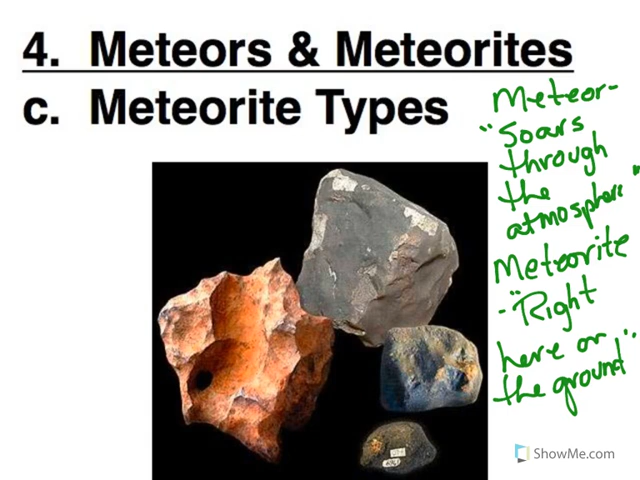 4. Meteors & Meteorites
c. Meteorite Types
Meteor-
"Soars
through
the
atmosphere"
Meteorite
- "Right
here on
the ground"
ShowMe.com